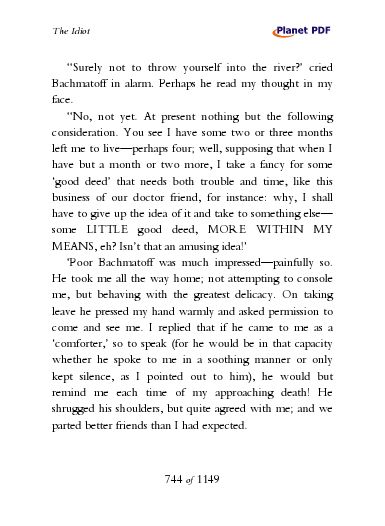 The Idiot
Planet PDF
‘‘Surely not to throw yourself into the river?’ cried
Bachmatoff in alarm. Perhaps he read my thought in my
face.
‘‘No, not yet. At present nothing but the following
consideration. You see I have some two or three months
left me to live—perhaps four; well, supposing that when I
have but a month or two more, I take a fancy for some
‘good deed’ that needs both trouble and time, like this
business of our doctor friend, for instance: why, I shall
have to give up the idea of it and take to something else—
some LITTLE good deed, MORE WITHIN MY
MEANS, eh? Isn’t that an amusing idea!’
‘Poor Bachmatoff was much impressed—painfully so.
He took me all the way home; not attempting to console
me, but behaving with the greatest delicacy. On taking
leave he pressed my hand warmly and asked permission to
come and see me. I replied that if he came to me as a
‘comforter,’ so to speak (for he would be in that capacity
whether he spoke to me in a soothing manner or only
kept silence, as I pointed out to him), he would but
remind me each time of my approaching death! He
shrugged his shoulders, but quite agreed with me; and we
parted better friends than I had expected.
744 of 1149